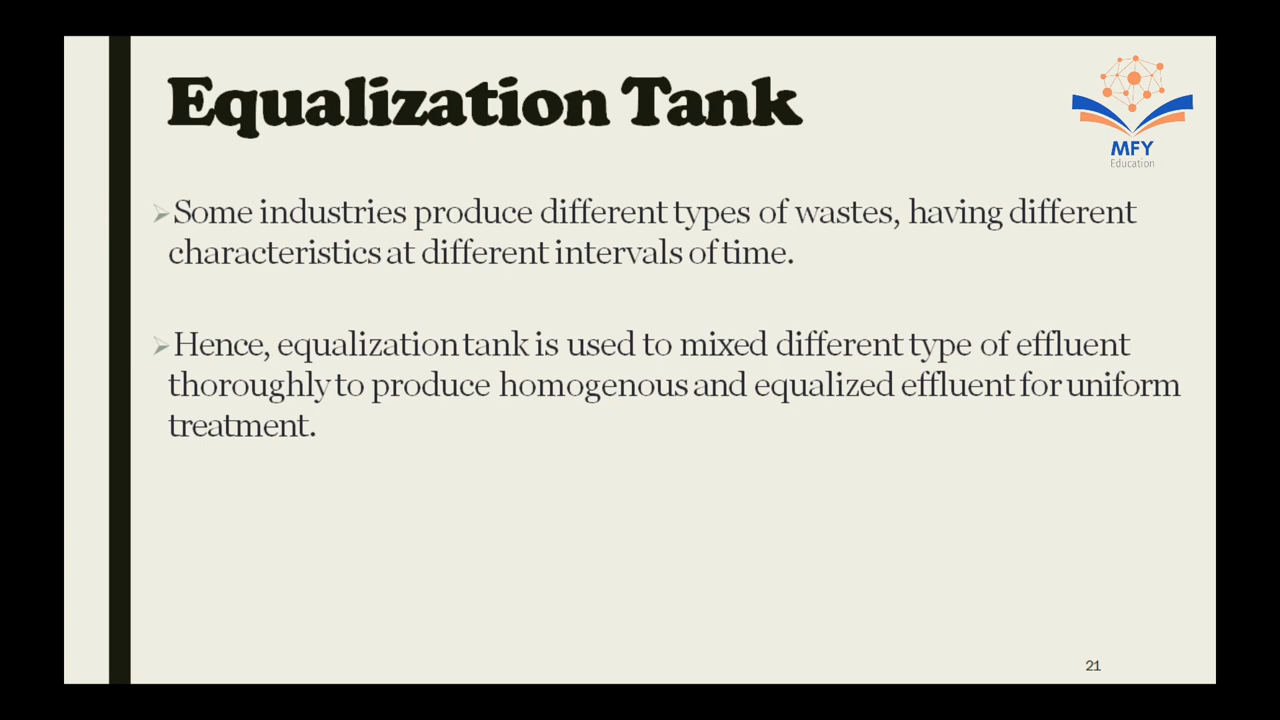 Equalization Tank
MFY
Education
➢Some industries produce different types of wastes, having different
characteristics at different intervals of time.
➢Hence, equalization tank is used to mixed different type of effluent
thoroughly to produce homogenous and equalized effluent for uniform
treatment.
21